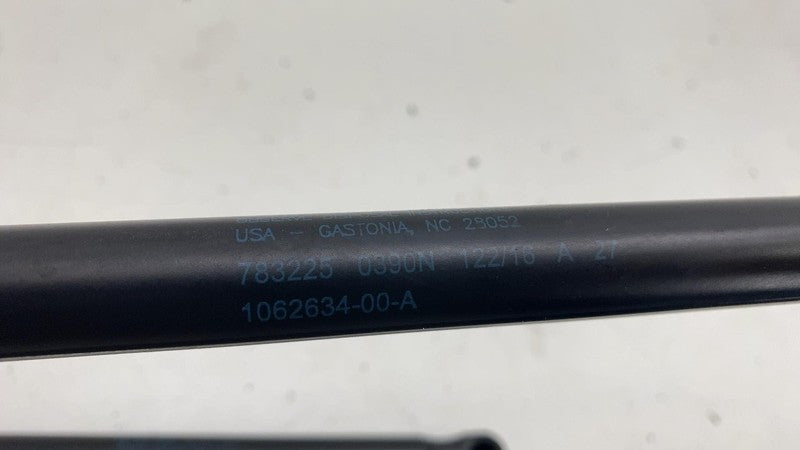 USA - GASTONIA, NC 28052
783225 0390N 122/16 A 27
1062634-00-A